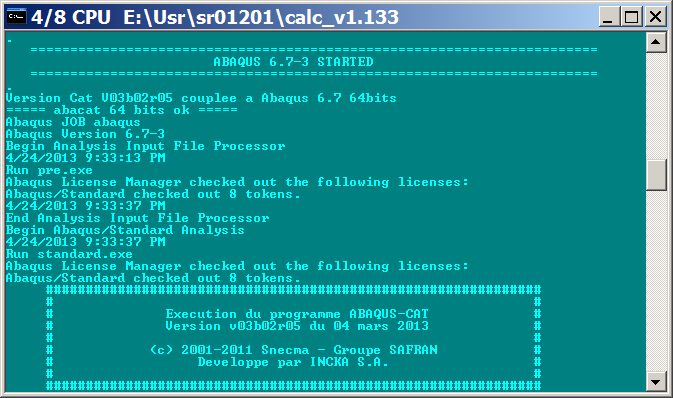 4/8 CPU E:\Usr\sr01201\calc_v1.133
.
======================================================================
ABAQUS 6.7-3 STARTED
======================================================================
.
Version Cat V03b02r05 couplee a Abaqus 6.7 64bits
===== abacat 64 bits ok =====
Abaqus JOB abaqus
Abaqus Version 6.7-3
Begin Analysis Input File Processor
4/24/2013 9:33:13 PM
Run pre.exe
Abaqus License Manager checked out the following licenses:
Abaqus/Standard checked out 8 tokens.
4/24/2013 9:33:37 PM
End Analysis Input File Processor
Begin Abaqus/Standard Analysis
4/24/2013 9:33:37 PM
Run standard.exe
Abaqus License Manager checked out the following licenses:
Abaqus/Standard checked out 8 tokens.
##############################################################
# #
# Execution du programme ABAQUS-CAT #
# Version v03b02r05 du 04 mars 2013 #
# #
# (c) 2001-2011 Snecma - Groupe SAFRAN #
# Developpe par INCKA S.A. #
# #
##############################################################